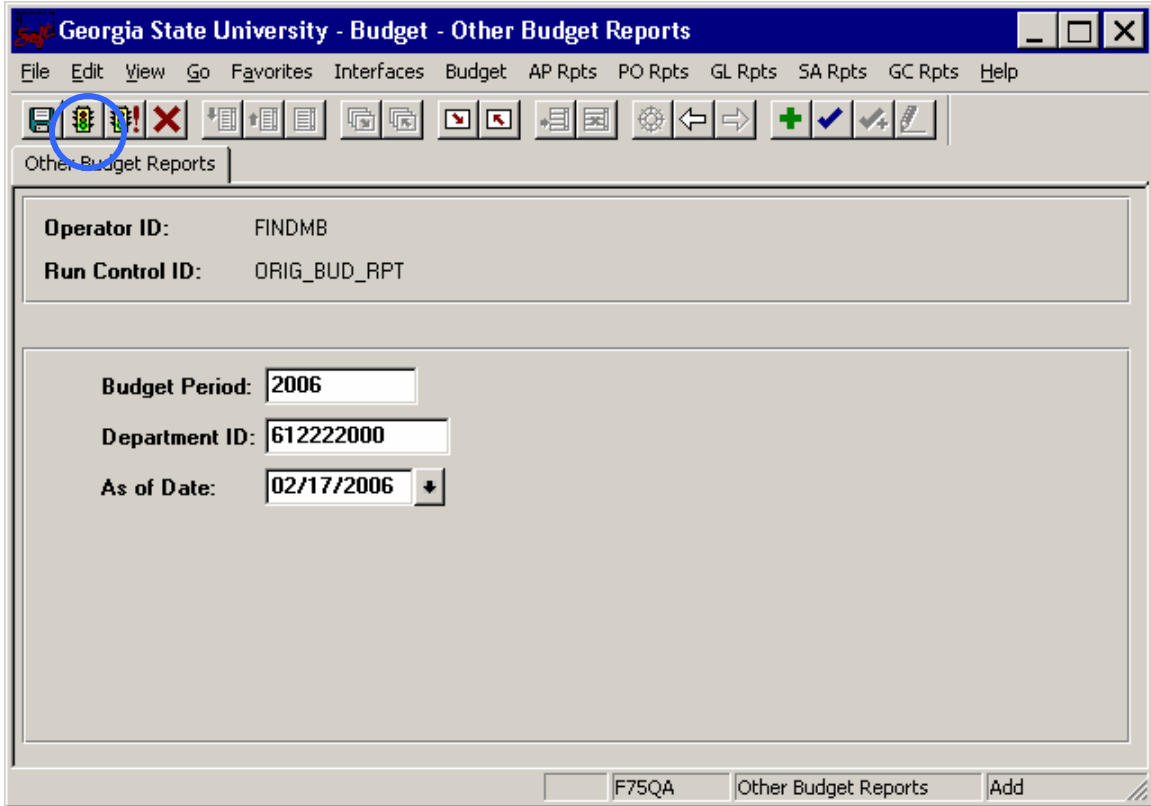 Georgia State University - Budget - Other Budget Reports
File Edit View Go Favorites Interfaces Budget AP Rpts PO Rpts GL Rpts SA Rpts GC Rpts Help
Other Budget Reports
Operator ID: FINDMB
Run Control ID: ORIG_BUD_RPT
Budget Period: 2006
Department ID: 612222000
As of Date: 02/17/2006
F75QA Other Budget Reports Add